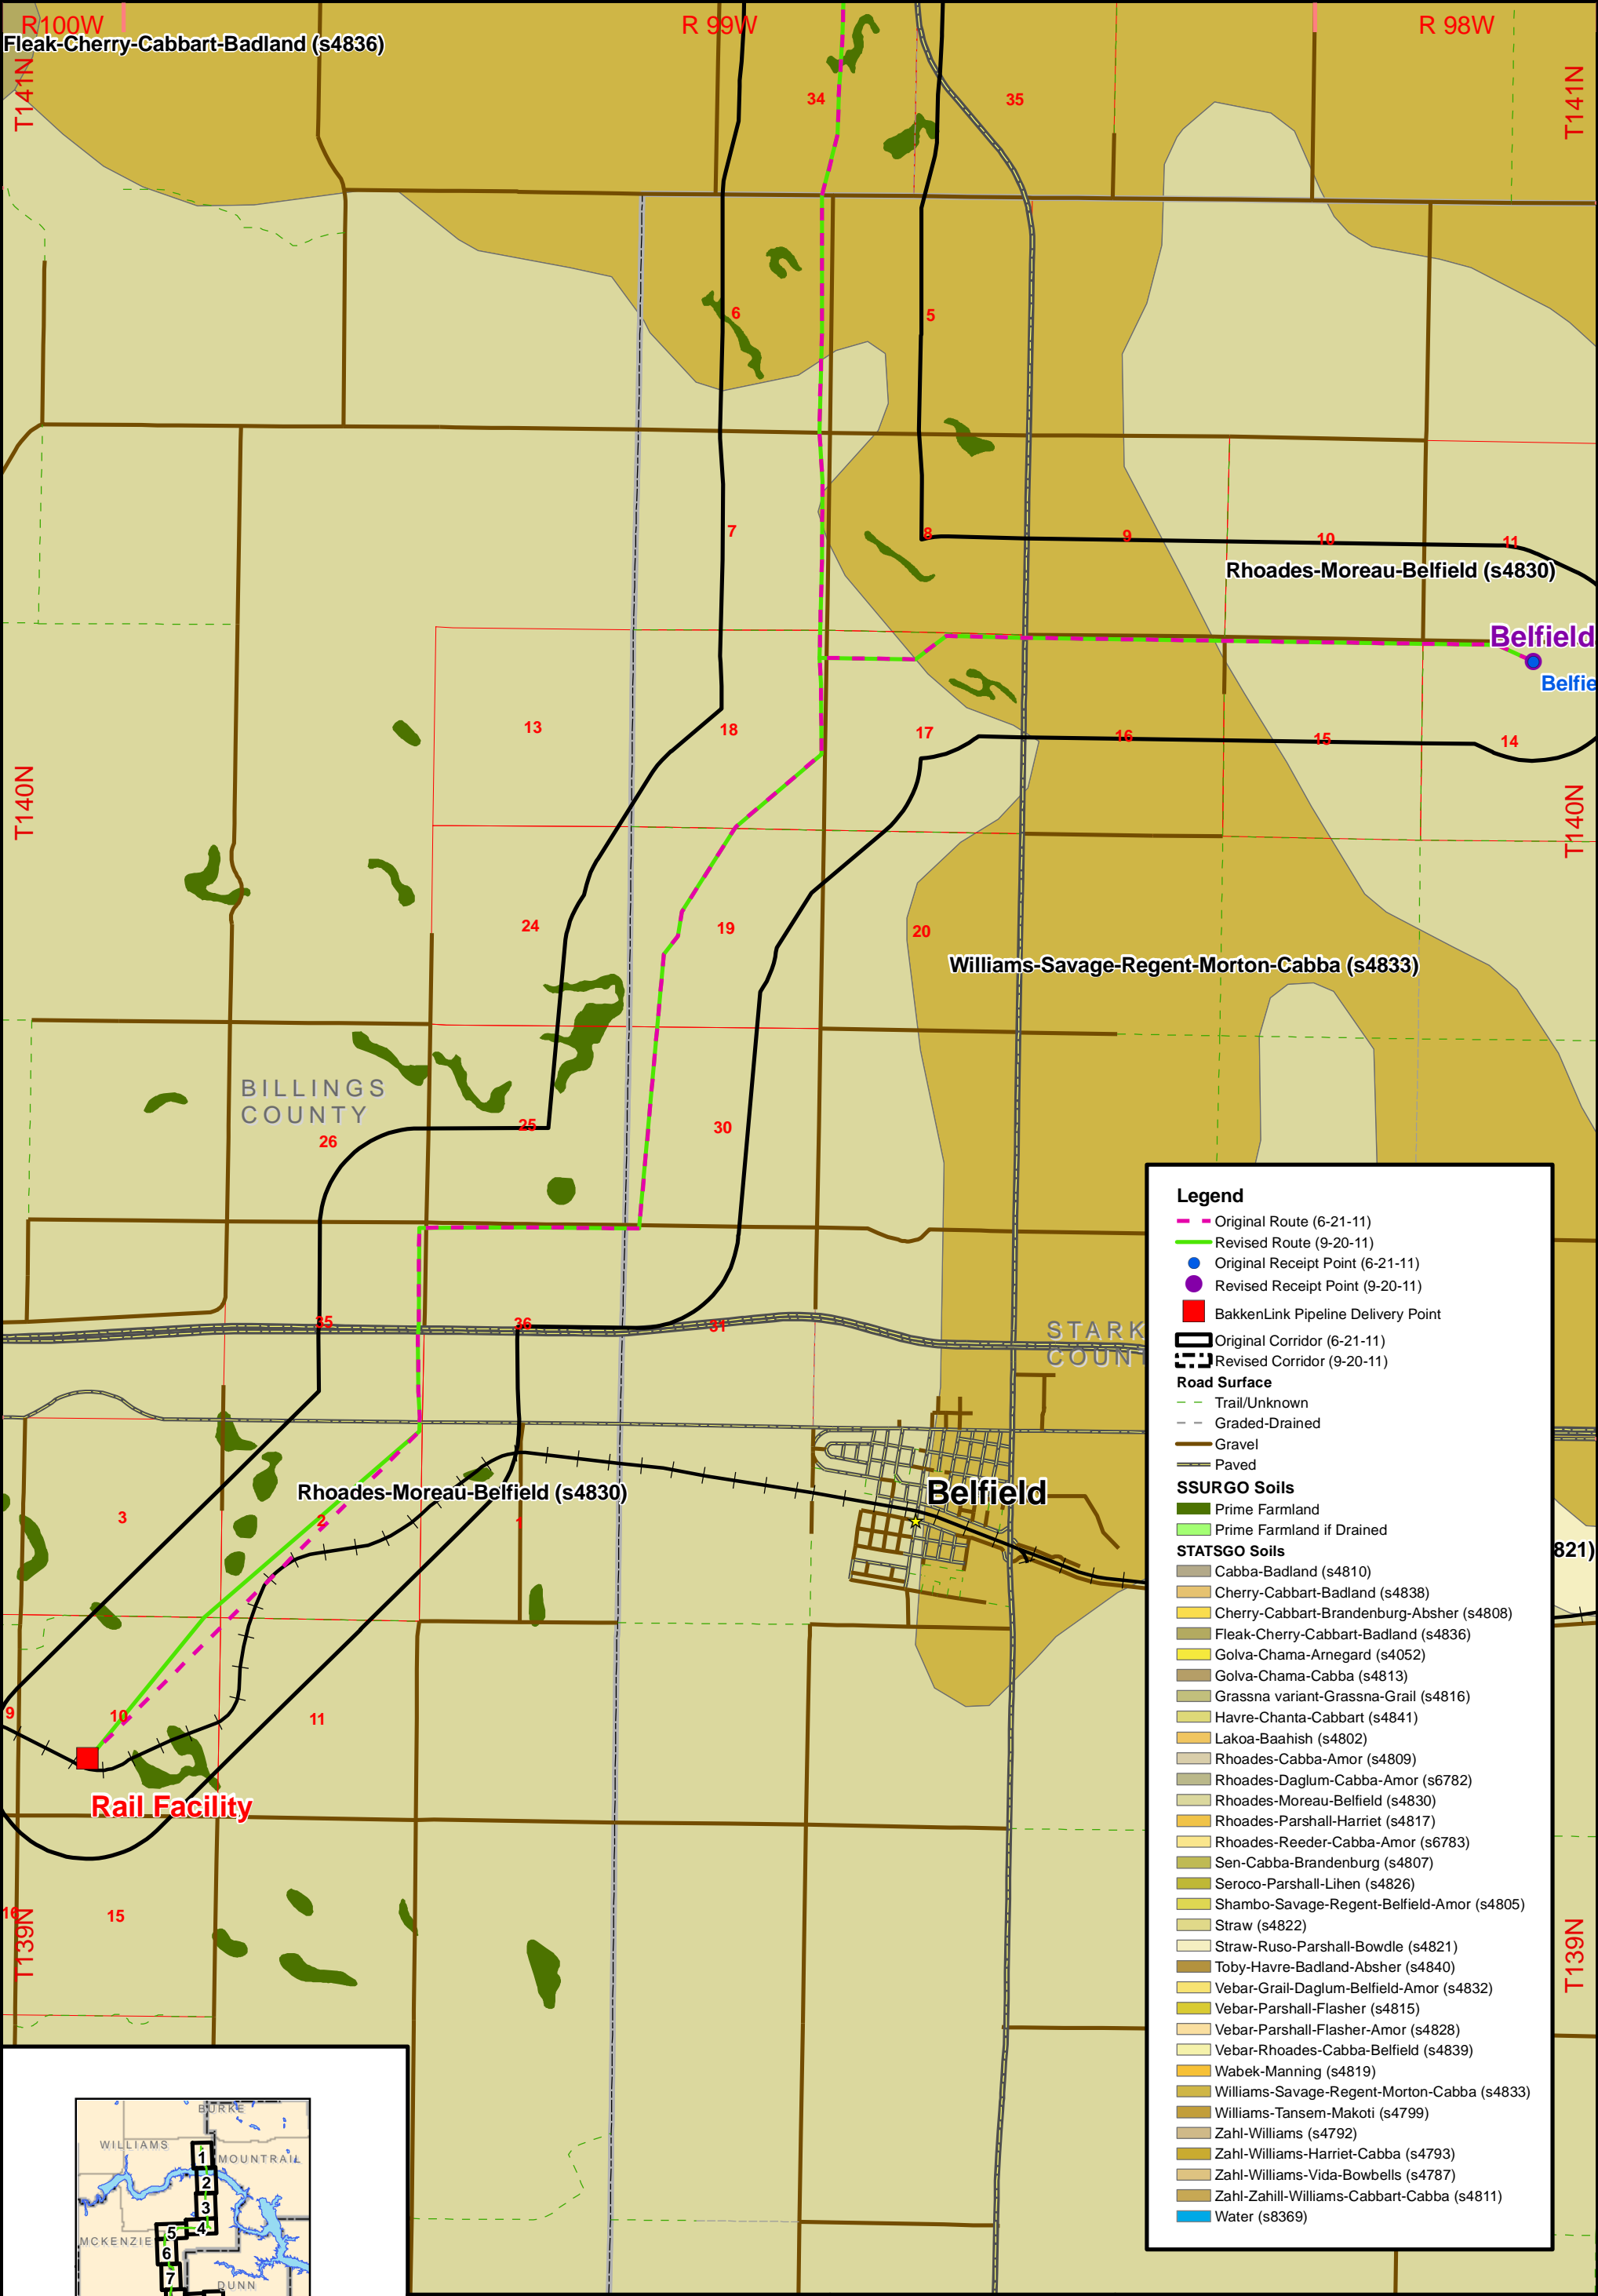 R100W
R 99W
R 98W
Fleak-Cherry-Cabbart-Badland (s4836)
T141N
T141N
34
35
6
5
7
8
9
10
11
Rhoades-Moreau-Belfield (s4830)
Belfield
Belfie
13
18
17
16
15
14
T140N
T140N
24
19
20
Williams-Savage-Regent-Morton-Cabba (s4833)
BILLINGS
COUNTY
26
25
30
35
36
31
STARK
COUNT
Rhoades-Moreau-Belfield (s4830)
Belfield
3
2
1
821)
9
10
11
Rail Facility
16
15
T139N
T139N
Legend
Original Route (6-21-11)
Revised Route (9-20-11)
Original Receipt Point (6-21-11)
Revised Receipt Point (9-20-11)
BakkenLink Pipeline Delivery Point
Original Corridor (6-21-11)
Revised Corridor (9-20-11)
Road Surface
Trail/Unknown
Graded-Drained
Gravel
Paved
SSURGO Soils
Prime Farmland
Prime Farmland if Drained
STATSGO Soils
Cabba-Badland (s4810)
Cherry-Cabbart-Badland (s4838)
Cherry-Cabbart-Brandenburg-Absher (s4808)
Fleak-Cherry-Cabbart-Badland (s4836)
Golva-Chama-Arnegard (s4052)
Golva-Chama-Cabba (s4813)
Grassna variant-Grassna-Grail (s4816)
Havre-Chanta-Cabbart (s4841)
Lakoa-Baahish (s4802)
Rhoades-Cabba-Amor (s4809)
Rhoades-Daglum-Cabba-Amor (s6782)
Rhoades-Moreau-Belfield (s4830)
Rhoades-Parshall-Harriet (s4817)
Rhoades-Reeder-Cabba-Amor (s6783)
Sen-Cabba-Brandenburg (s4807)
Seroco-Parshall-Lihen (s4826)
Shambo-Savage-Regent-Belfield-Amor (s4805)
Straw (s4822)
Straw-Ruso-Parshall-Bowdle (s4821)
Toby-Havre-Badland-Absher (s4840)
Vebar-Grail-Daglum-Belfield-Amor (s4832)
Vebar-Parshall-Flasher (s4815)
Vebar-Parshall-Flasher-Amor (s4828)
Vebar-Rhoades-Cabba-Belfield (s4839)
Wabek-Manning (s4819)
Williams-Savage-Regent-Morton-Cabba (s4833)
Williams-Tansem-Makoti (s4799)
Zahl-Williams (s4792)
Zahl-Williams-Harriet-Cabba (s4793)
Zahl-Williams-Vida-Bowbells (s4787)
Zahl-Zahill-Williams-Cabbart-Cabba (s4811)
Water (s8369)
BURKE
WILLIAMS
MOUNTRAIL
1
2
3
4
5
MCKENZIE
6
7
DUNN